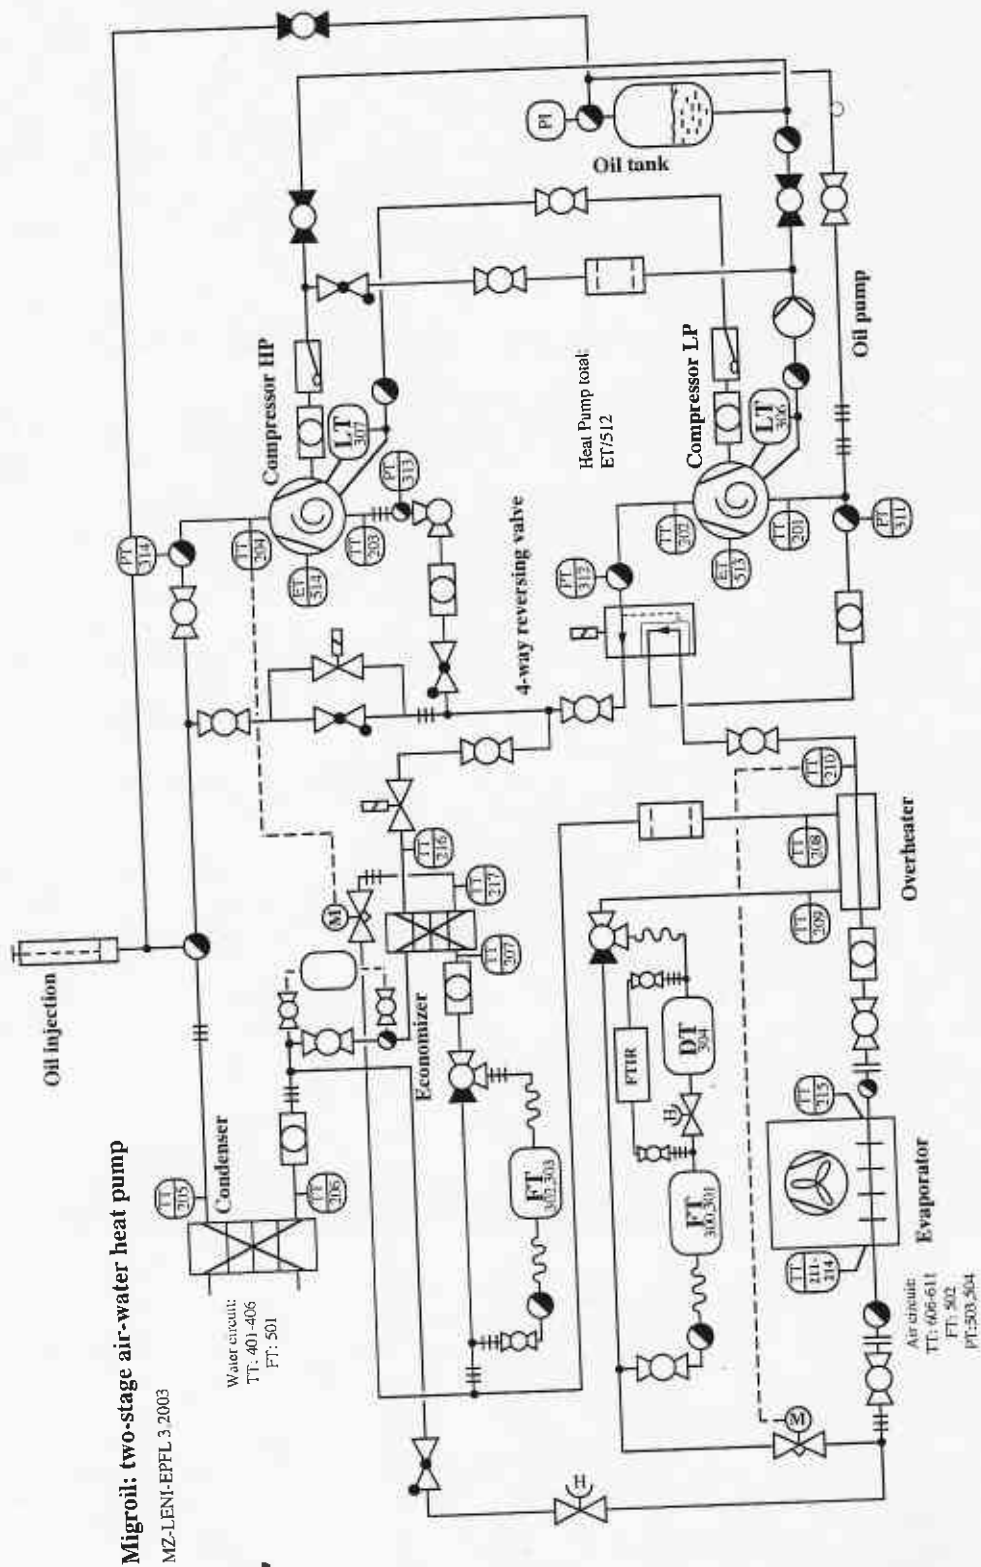 Migroil: two-stage air-water heat pump
MZ-LENI-EPFL 3.2003
Oil injection
PT
314
Compressor HP
TT
204
ET
514
LT
307
TT
203
PT
313
PI
Oil tank
TT
205
Condenser
TT
206
Water circuit:
TT: 401-406
FT: 501
M
TT
216
TT
217
TT
207
Economizer
FT
302,303
4-way reversing valve
Heat Pump total:
ET/512
Compressor LP
PT
312
TT
202
ET
513
LT
306
TT
201
PT
311
Oil pump
FTIR
DT
304
H
FT
300,301
TT
208
TT
209
TT
210
Overheater
TT
215
TT
211-
214
Evaporator
Air circuit:
TT: 606-611
FT: 502
PT:503,504
M
H